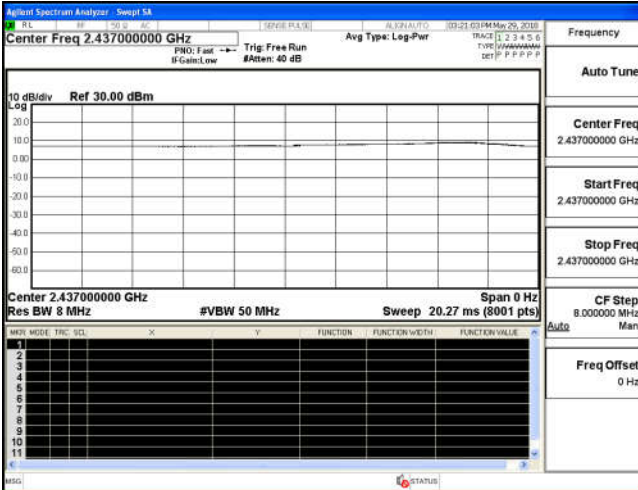 Agilent Spectrum Analyzer - Swept SA
RL RF 50 Ω AC SENSE:PULSE ALIGN AUTO 03:21:03 PM May 29, 2018
Center Freq 2.437000000 GHz
PNO: Fast
IFGain:Low
Trig: Free Run
#Atten: 40 dB
Avg Type: Log-Pwr
TRACE 1 2 3 4 5 6
TYPE
DET P P P P P P
Frequency
Auto Tune
Center Freq
2.437000000 GHz
Start Freq
2.437000000 GHz
Stop Freq
2.437000000 GHz
CF Step
8.000000 MHz
Auto Man
Freq Offset
0 Hz
10 dB/div Ref 30.00 dBm
Log
20.0
10.0
0.00
-10.0
-20.0
-30.0
-40.0
-50.0
-60.0
Center 2.437000000 GHz Span 0 Hz
Res BW 8 MHz #VBW 50 MHz Sweep 20.27 ms (8001 pts)
MKR MODE TRC SCL X Y FUNCTION FUNCTION WIDTH FUNCTION VALUE
1
2
3
4
5
6
7
8
9
10
11
MSG STATUS